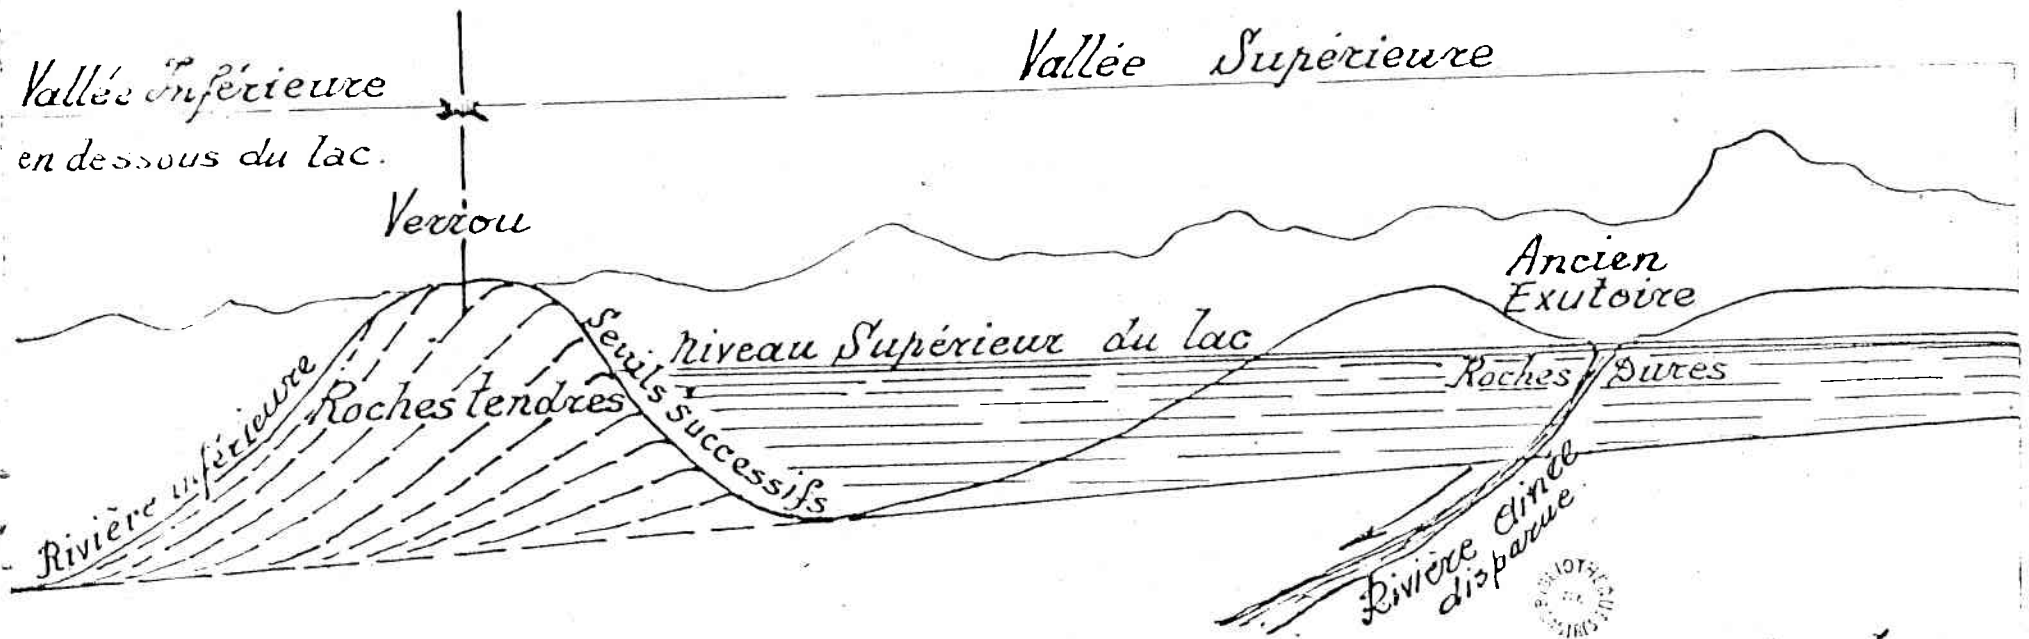 Vallée Supérieure
Vallée Inférieure
en dessous du lac.
Verrou
Ancien
Exutoire
Niveau Supérieur du lac
Seuils successifs
Roches Dures
Roches tendres
Rivière inférieure
Rivière ainée
disparue.